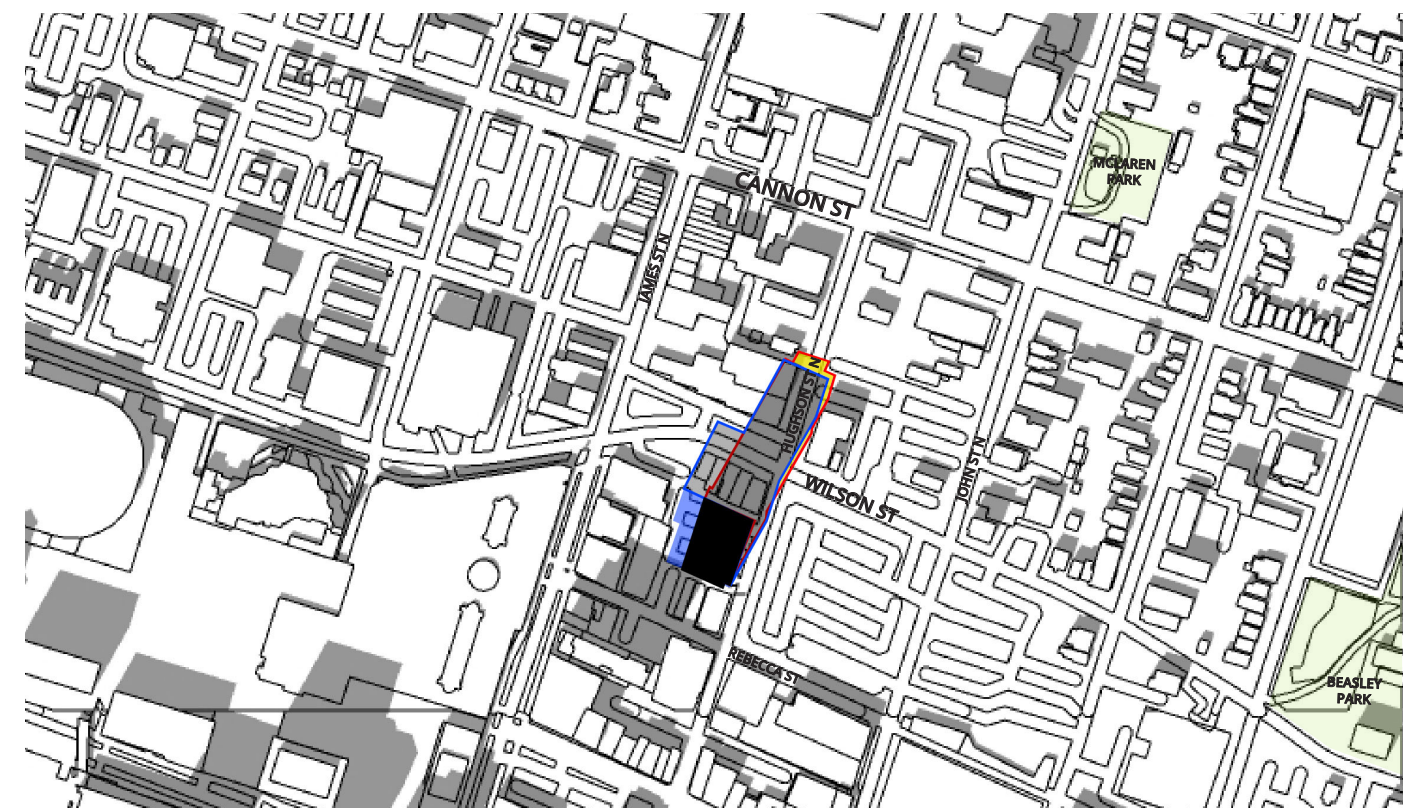 MCLAREN
PARK
CANNON ST
JAMES ST N
HUGHSON ST N
JOHN ST N
WILSON ST
REBECCA ST
BEASLEY
PARK